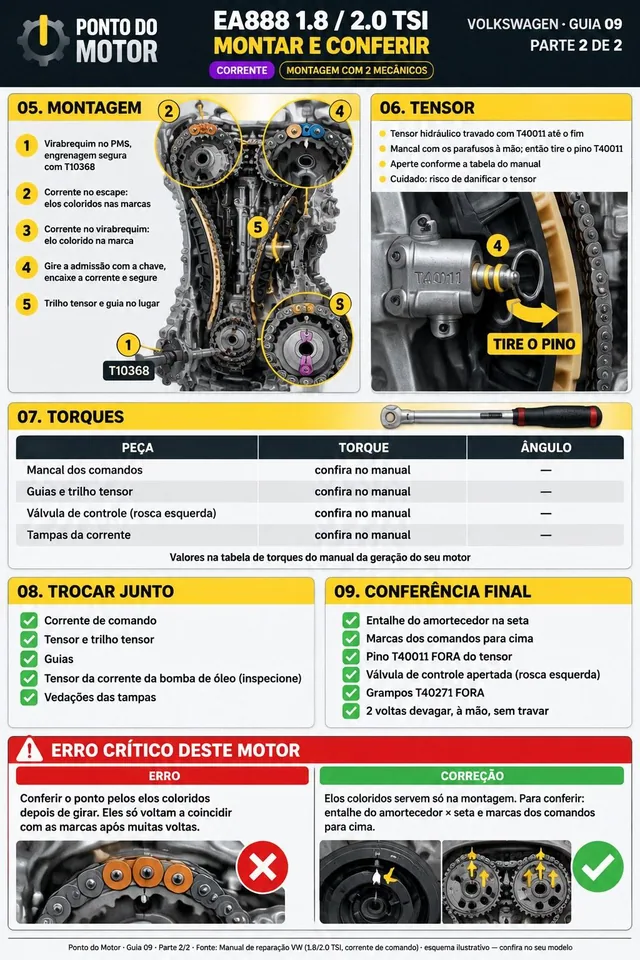 PONTO DO
MOTOR
EA888 1.8 / 2.0 TSI
MONTAR E CONFERIR
CORRENTE
MONTAGEM COM 2 MECÂNICOS
VOLKSWAGEN · GUIA 09
PARTE 2 DE 2
05. MONTAGEM
1 Virabrequim no PMS,
engrenagem segura
com T10368
2 Corrente no escape:
elos coloridos nas marcas
3 Corrente no virabrequim:
elo colorido na marca
4 Gire a admissão com a chave,
encaixe a corrente e segure
5 Trilho tensor e guia no lugar
2
4
5
S
1
T10368
06. TENSOR
Tensor hidráulico travado com T40011 até o fim
Mancal com os parafusos à mão; então tire o pino T40011
Aperte conforme a tabela do manual
Cuidado: risco de danificar o tensor
4
T40011
TIRE O PINO
07. TORQUES
PEÇA TORQUE ÂNGULO
Mancal dos comandos confira no manual —
Guias e trilho tensor confira no manual —
Válvula de controle (rosca esquerda) confira no manual —
Tampas da corrente confira no manual —
Valores na tabela de torques do manual da geração do seu motor
08. TROCAR JUNTO
Corrente de comando
Tensor e trilho tensor
Guias
Tensor da corrente da bomba de óleo (inspecione)
Vedações das tampas
09. CONFERÊNCIA FINAL
Entalhe do amortecedor na seta
Marcas dos comandos para cima
Pino T40011 FORA do tensor
Válvula de controle apertada (rosca esquerda)
Grampos T40271 FORA
2 voltas devagar, à mão, sem travar
ERRO CRÍTICO DESTE MOTOR
ERRO
Conferir o ponto pelos elos coloridos
depois de girar. Eles só voltam a coincidir
com as marcas após muitas voltas.
CORREÇÃO
Elos coloridos servem só na montagem. Para conferir:
entalhe do amortecedor × seta e marcas dos comandos
para cima.
Ponto do Motor · Guia 09 · Parte 2/2 · Fonte: Manual de reparação VW (1.8/2.0 TSI, corrente de comando) · esquema ilustrativo — confira no seu modelo